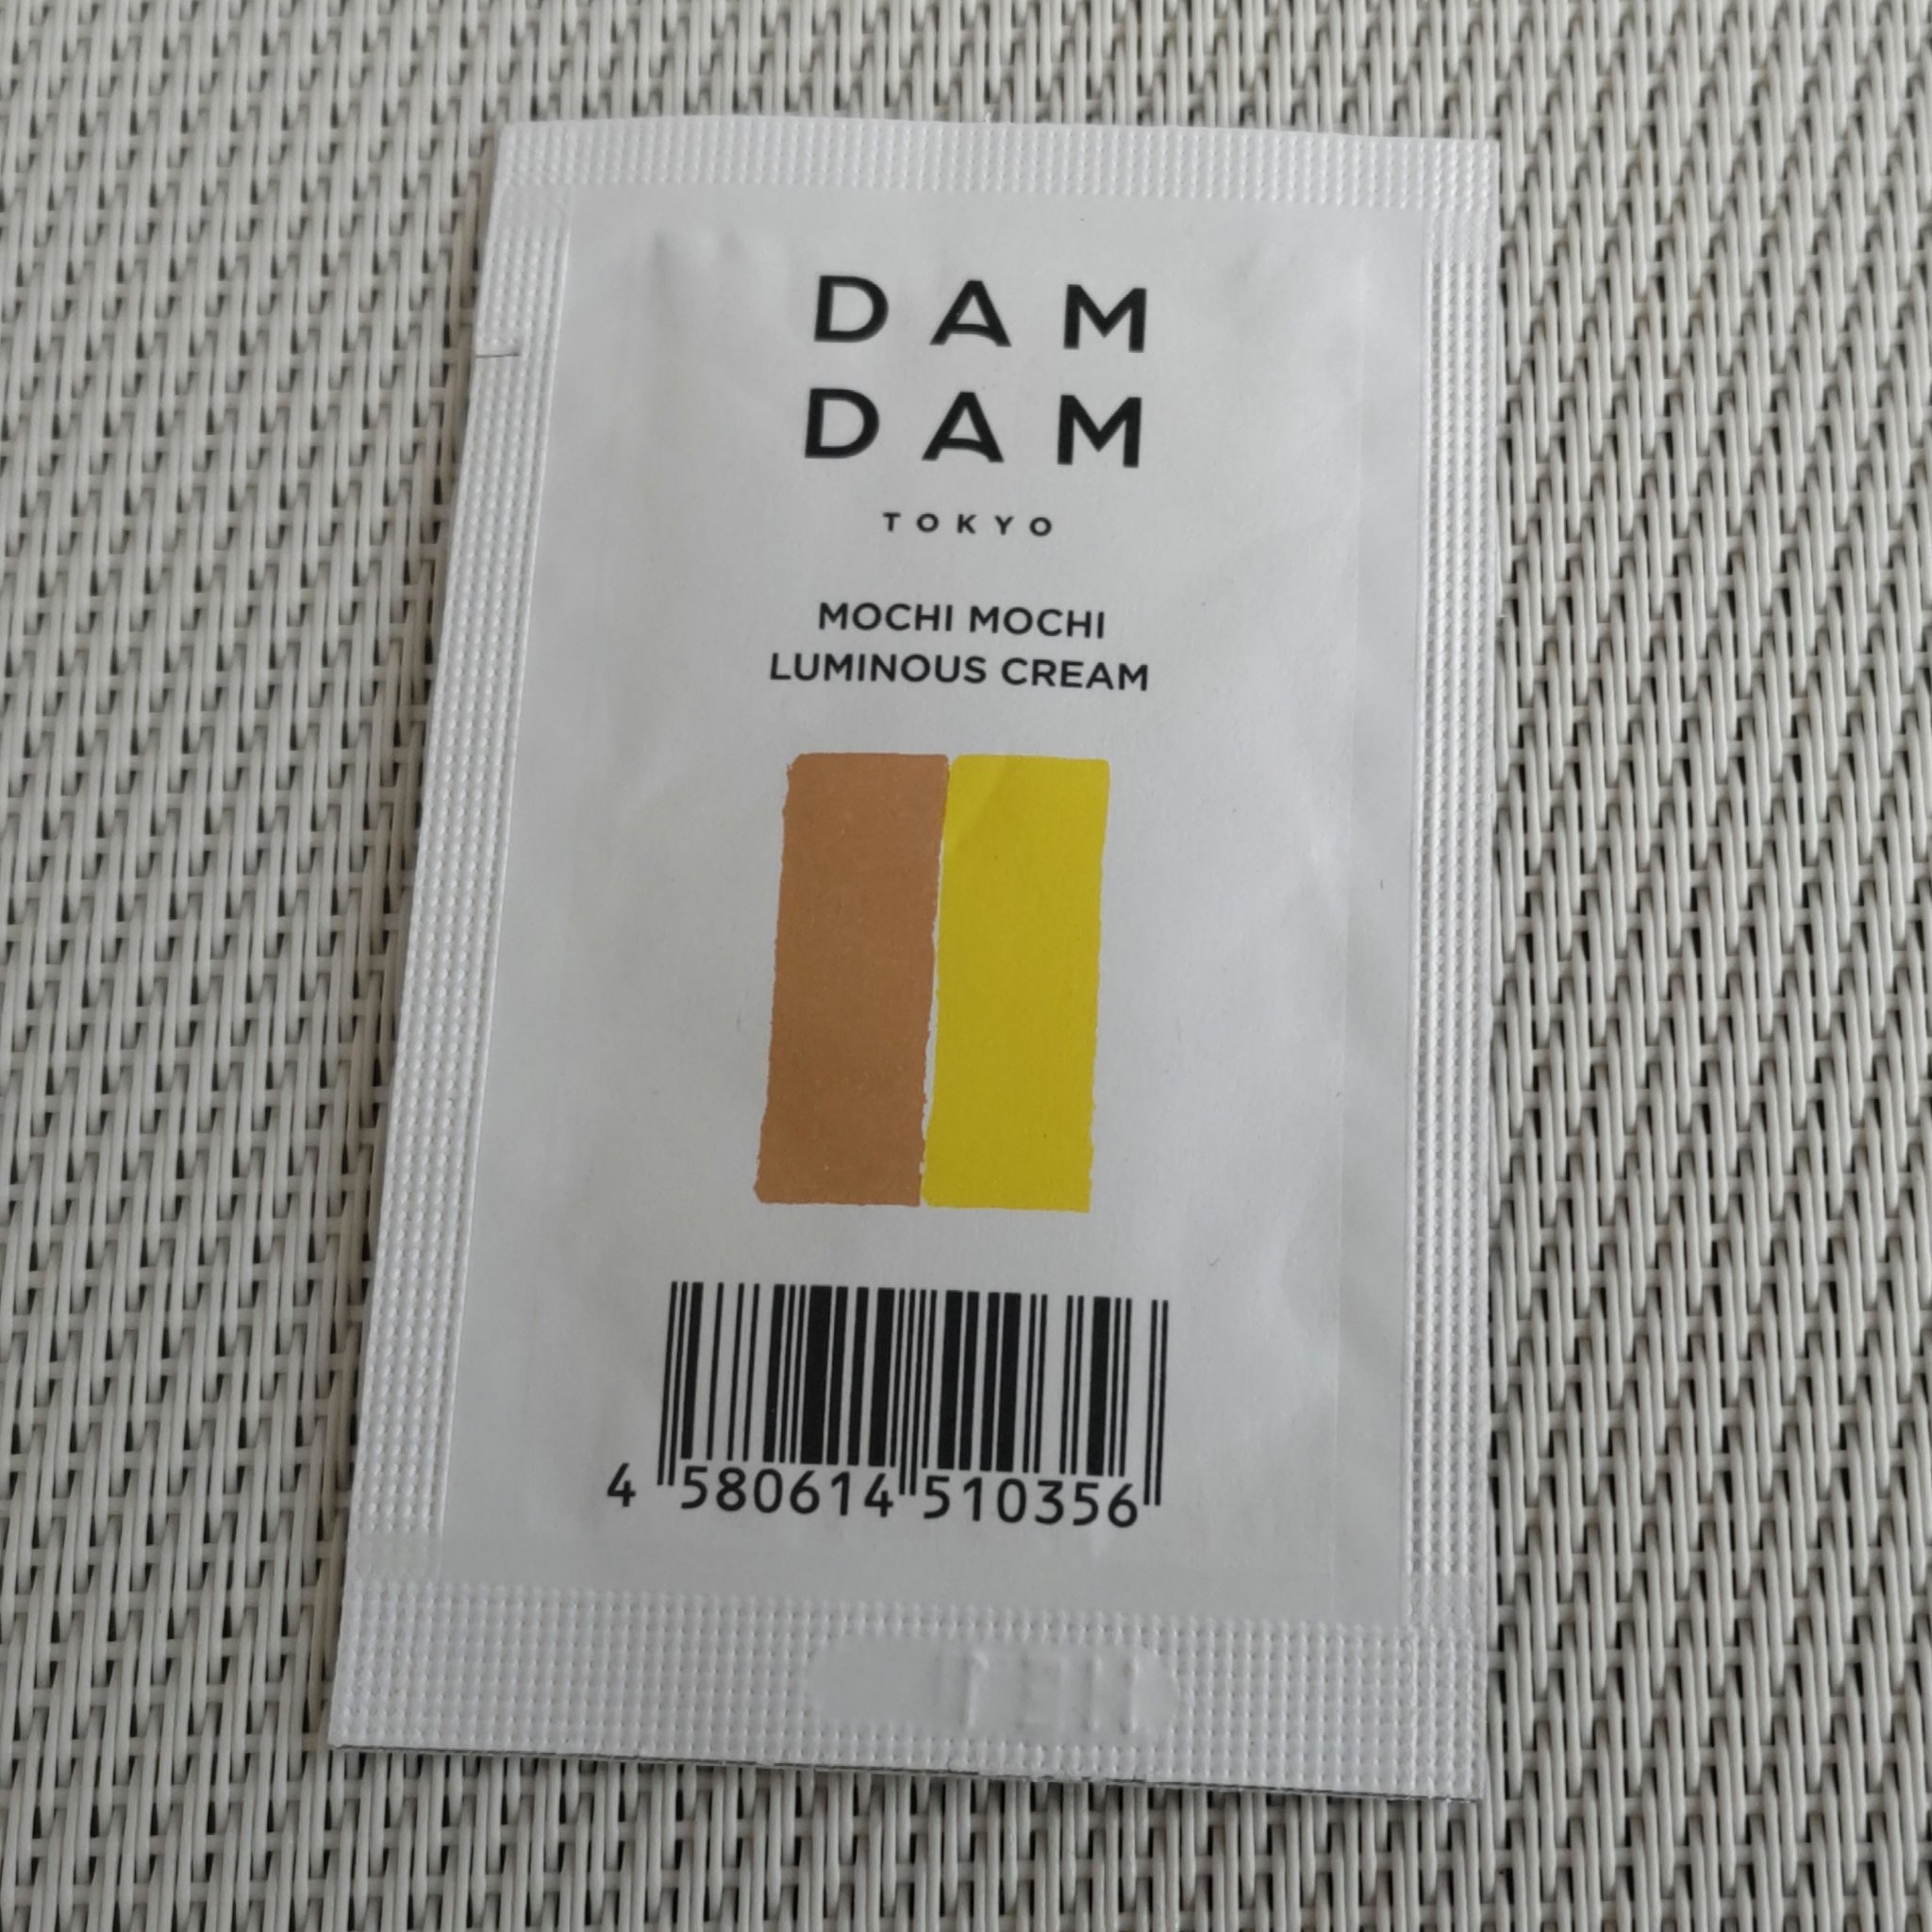 DAM
DAM
TOKYO
MOCHI MOCHI
LUMINOUS CREAM
4 580614 510356